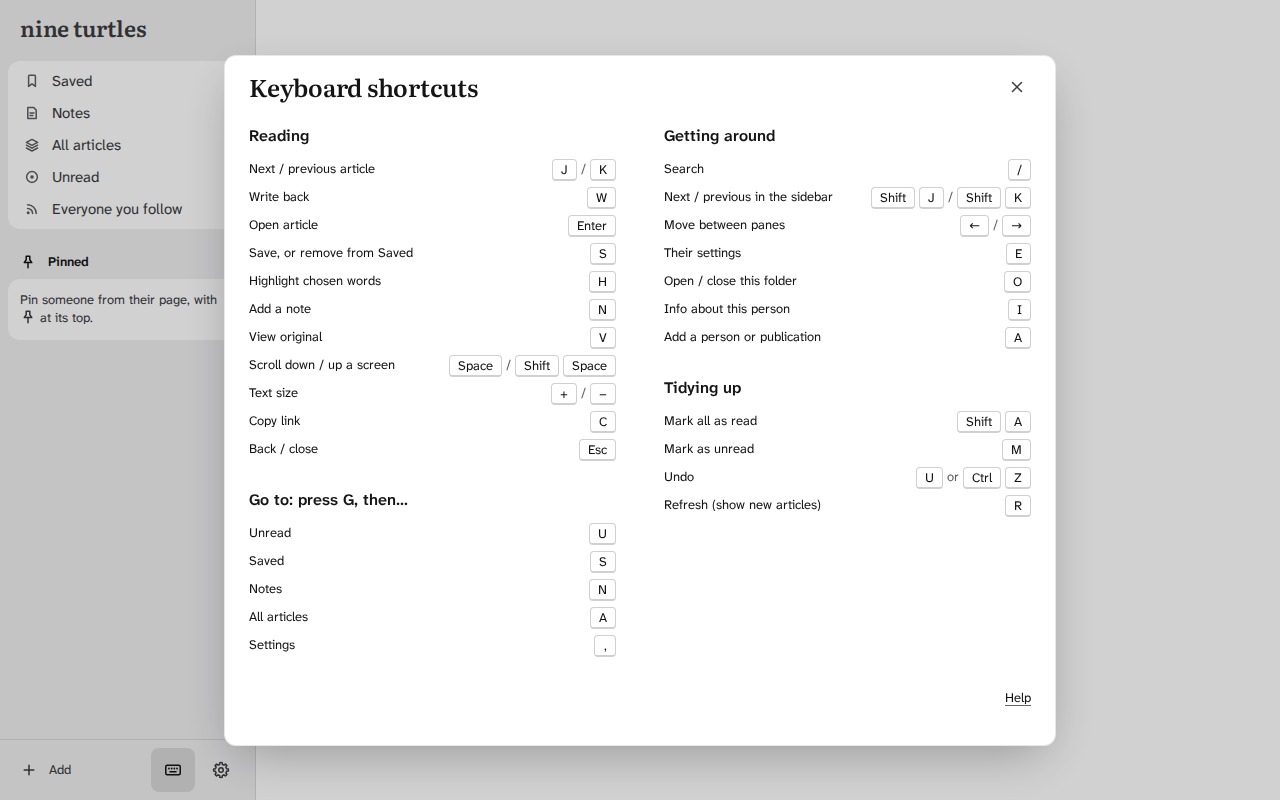 nine turtles
Saved
Notes
All articles
Unread
Everyone you follow
Pinned
Pin someone from their page, with
at its top.
Add
Keyboard shortcuts
Reading
Next / previous article J / K
Write back W
Open article Enter
Save, or remove from Saved S
Highlight chosen words H
Add a note N
View original V
Scroll down / up a screen Space / Shift Space
Text size + / −
Copy link C
Back / close Esc
Go to: press G, then…
Unread U
Saved S
Notes N
All articles A
Settings ,
Getting around
Search /
Next / previous in the sidebar Shift J / Shift K
Move between panes ← / →
Their settings E
Open / close this folder O
Info about this person I
Add a person or publication A
Tidying up
Mark all as read Shift A
Mark as unread M
Undo U or Ctrl Z
Refresh (show new articles) R
Help